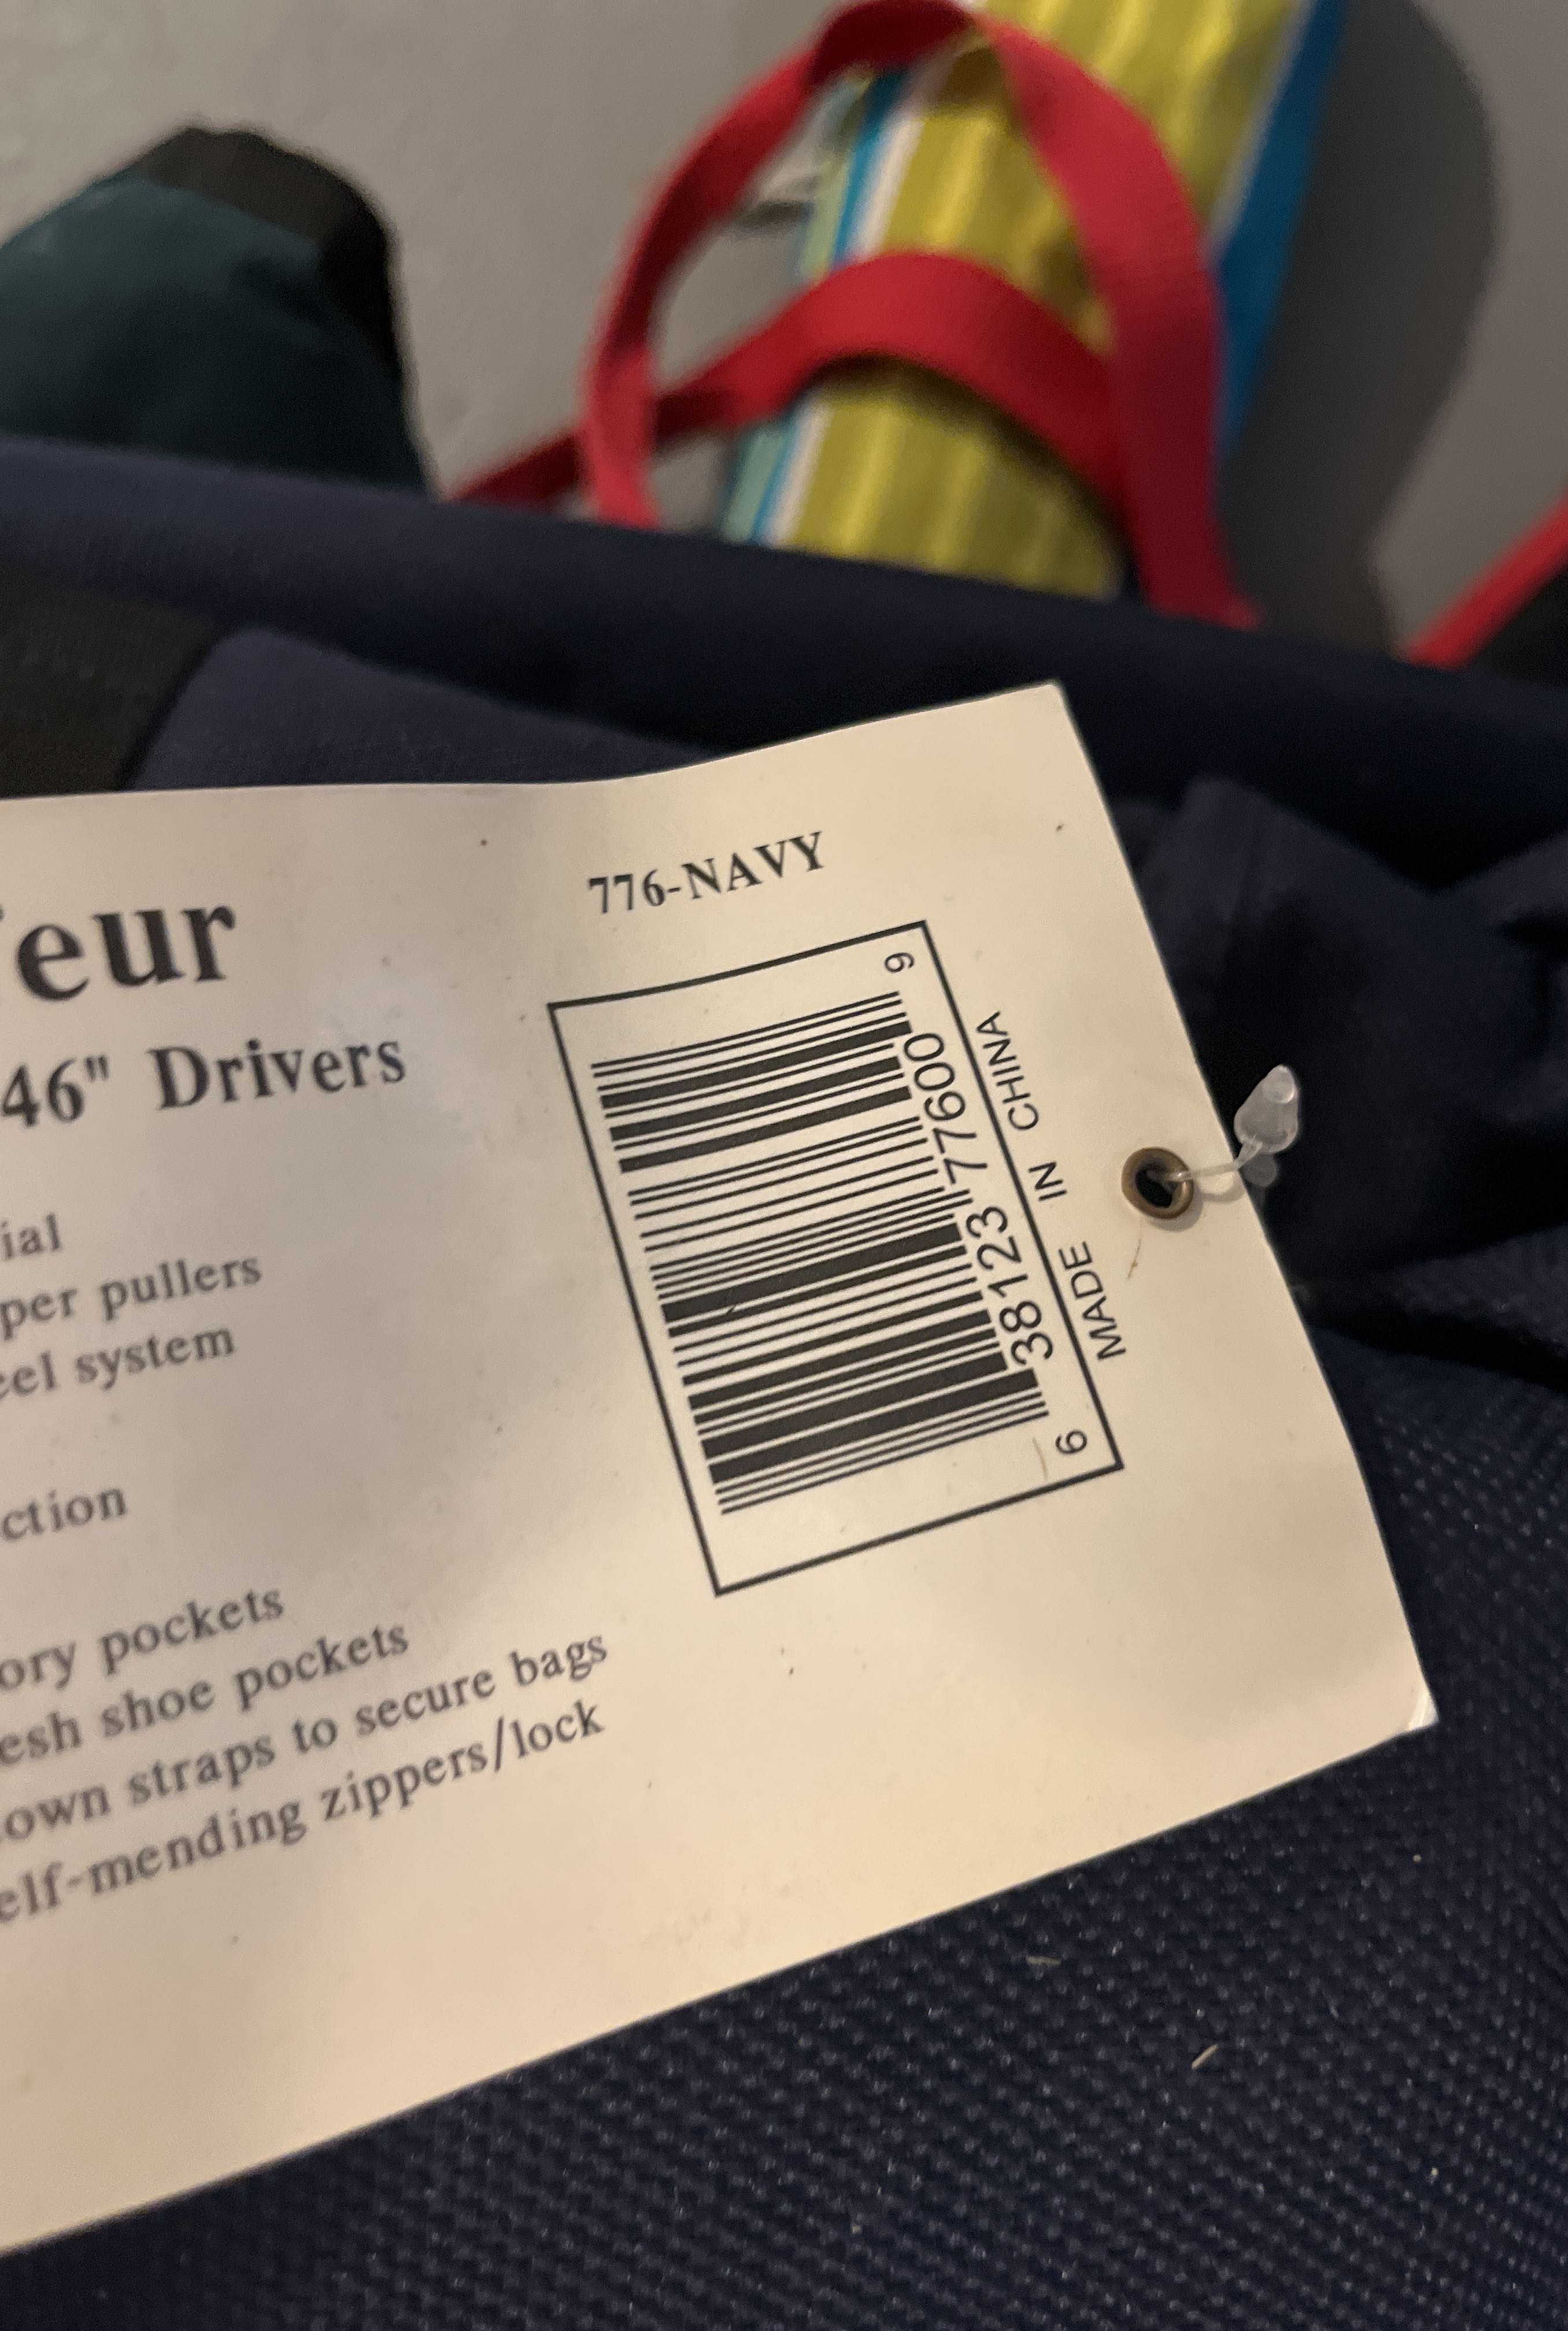 776-NAVY
eur
46" Drivers
ial
per pullers
eel system
ction
ory pockets
esh shoe pockets
own straps to secure bags
elf-mending zippers/lock
6 38123 77600 9
MADE IN CHINA